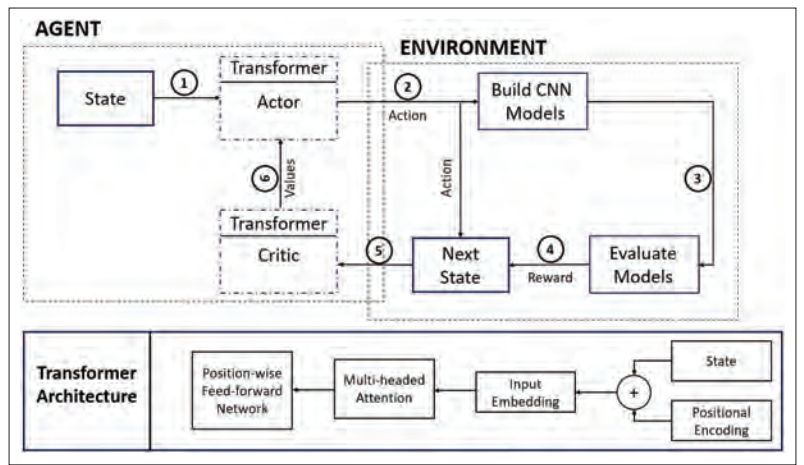 AGENT
ENVIRONMENT
State
1
Transformer
Actor
2
Action
Build CNN
Models
3
Action
6
Values
Transformer
Critic
5
Next
State
4
Reward
Evaluate
Models
Transformer
Architecture
Position-wise
Feed-forward
Network
Multi-headed
Attention
Input
Embedding
+
State
Positional
Encoding